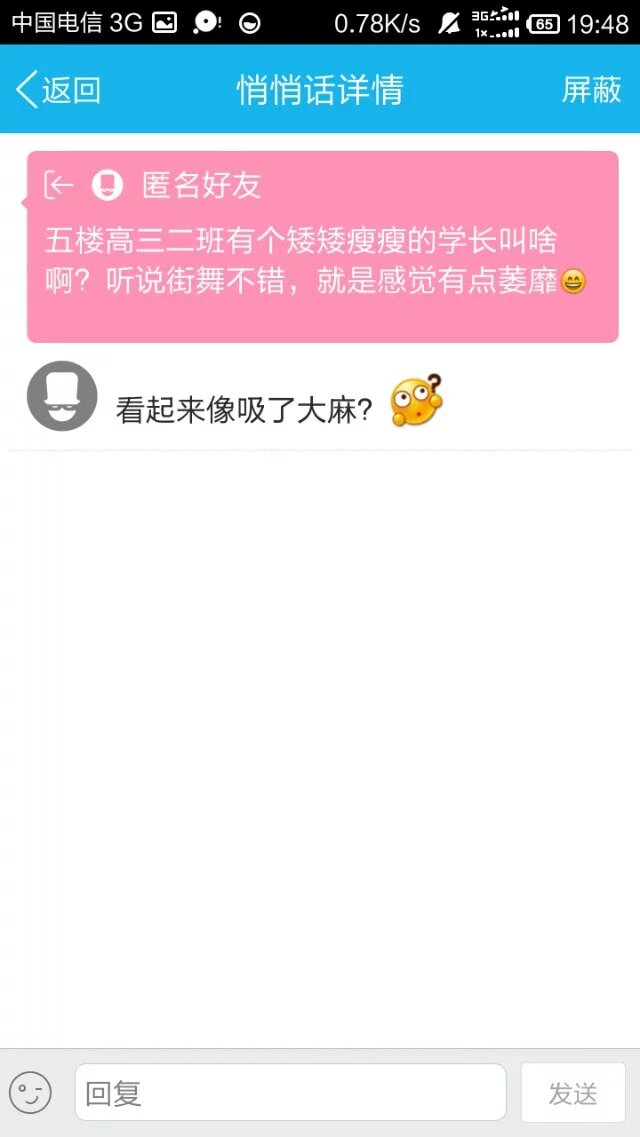 中国电信 3G 0.78K/s 3G 1x 65 19:48
返回 悄悄话详情 屏蔽
匿名好友
五楼高三二班有个矮矮瘦瘦的学长叫啥
啊？听说街舞不错，就是感觉有点萎靡😄
看起来像吸了大麻？
回复 发送